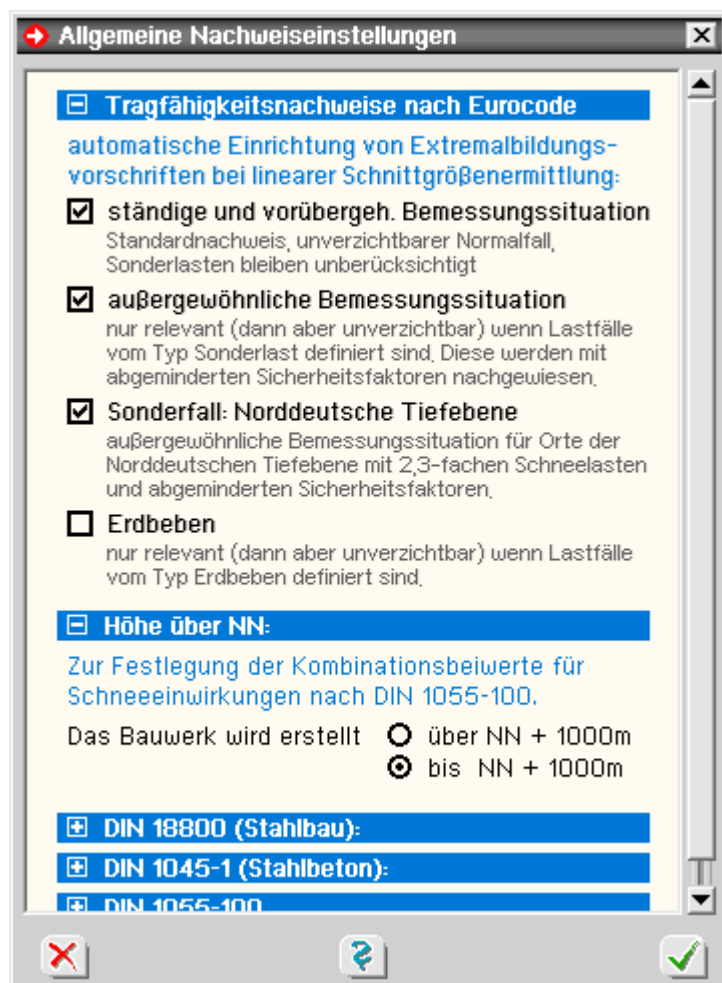 Allgemeine Nachweiseinstellungen
Tragfähigkeitsnachweise nach Eurocode
automatische Einrichtung von Extremalbildungs-
vorschriften bei linearer Schnittgrößenermittlung:
ständige und vorübergeh. Bemessungssituation
Standardnachweis, unverzichtbarer Normalfall,
Sonderlasten bleiben unberücksichtigt
außergewöhnliche Bemessungssituation
nur relevant (dann aber unverzichtbar) wenn Lastfälle
vom Typ Sonderlast definiert sind. Diese werden mit
abgeminderten Sicherheitsfaktoren nachgewiesen.
Sonderfall: Norddeutsche Tiefebene
außergewöhnliche Bemessungssituation für Orte der
Norddeutschen Tiefebene mit 2,3-fachen Schneelasten
und abgeminderten Sicherheitsfaktoren.
Erdbeben
nur relevant (dann aber unverzichtbar) wenn Lastfälle
vom Typ Erdbeben definiert sind.
Höhe über NN:
Zur Festlegung der Kombinationsbeiwerte für
Schneeeinwirkungen nach DIN 1055-100.
Das Bauwerk wird erstellt über NN + 1000m
bis NN + 1000m
DIN 18800 (Stahlbau):
DIN 1045-1 (Stahlbeton):
DIN 1055-100